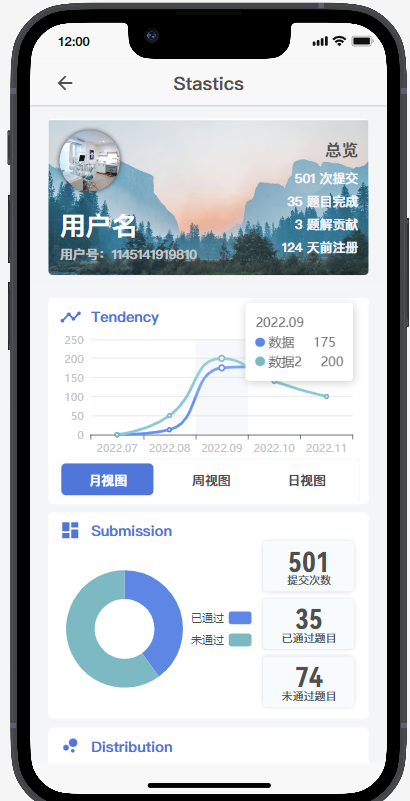 12:00
Stastics
总览
501 次提交
35 题目完成
3 题解贡献
124 天前注册
用户名
用户号：1145141919810
Tendency
2022.09
数据 175
数据2 200
250
200
150
100
50
0
2022.07 2022.08 2022.09 2022.10 2022.11
月视图 周视图 日视图
Submission
已通过
未通过
501
提交次数
35
已通过题目
74
未通过题目
Distribution